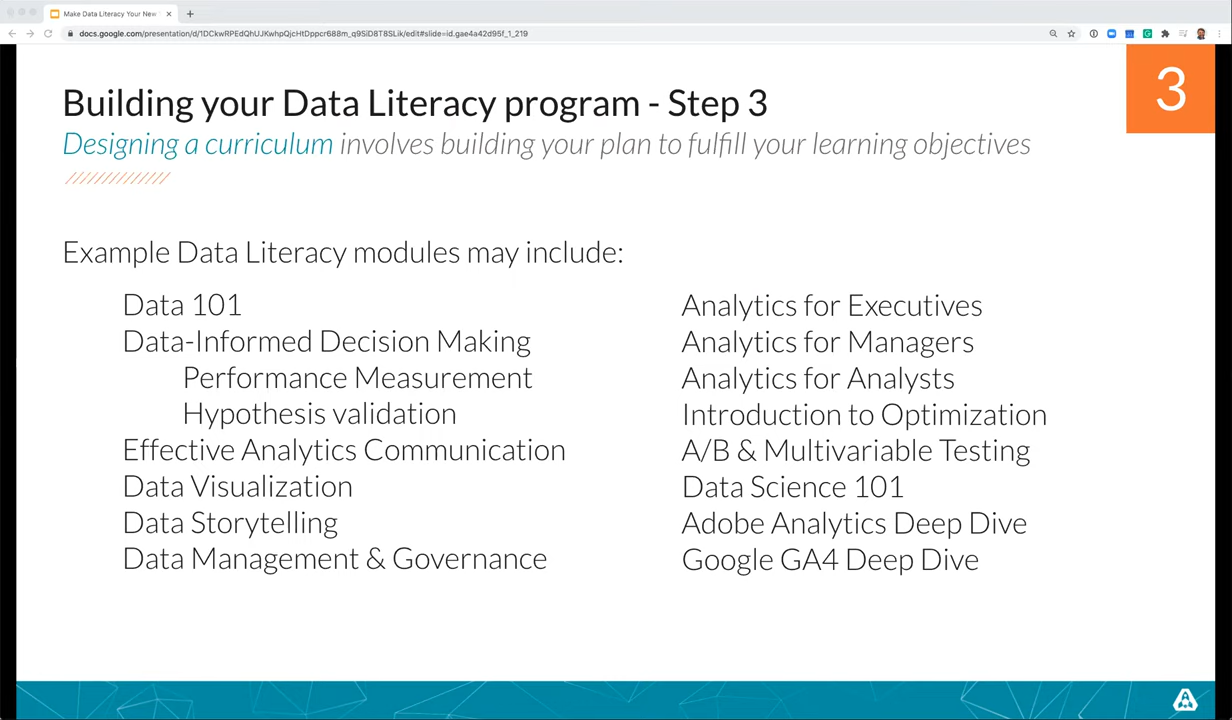 Make Data Literacy Your New
docs.google.com/presentation/d/1DCkwRPEdQhUJKwhpQjcHtDppcr688m_q9SiD8T8SLik/edit#slide=id.gae4a42d95f_1_219
3
Building your Data Literacy program - Step 3
Designing a curriculum involves building your plan to fulfill your learning objectives
Example Data Literacy modules may include:
Data 101
Data-Informed Decision Making
Performance Measurement
Hypothesis validation
Effective Analytics Communication
Data Visualization
Data Storytelling
Data Management & Governance
Analytics for Executives
Analytics for Managers
Analytics for Analysts
Introduction to Optimization
A/B & Multivariable Testing
Data Science 101
Adobe Analytics Deep Dive
Google GA4 Deep Dive